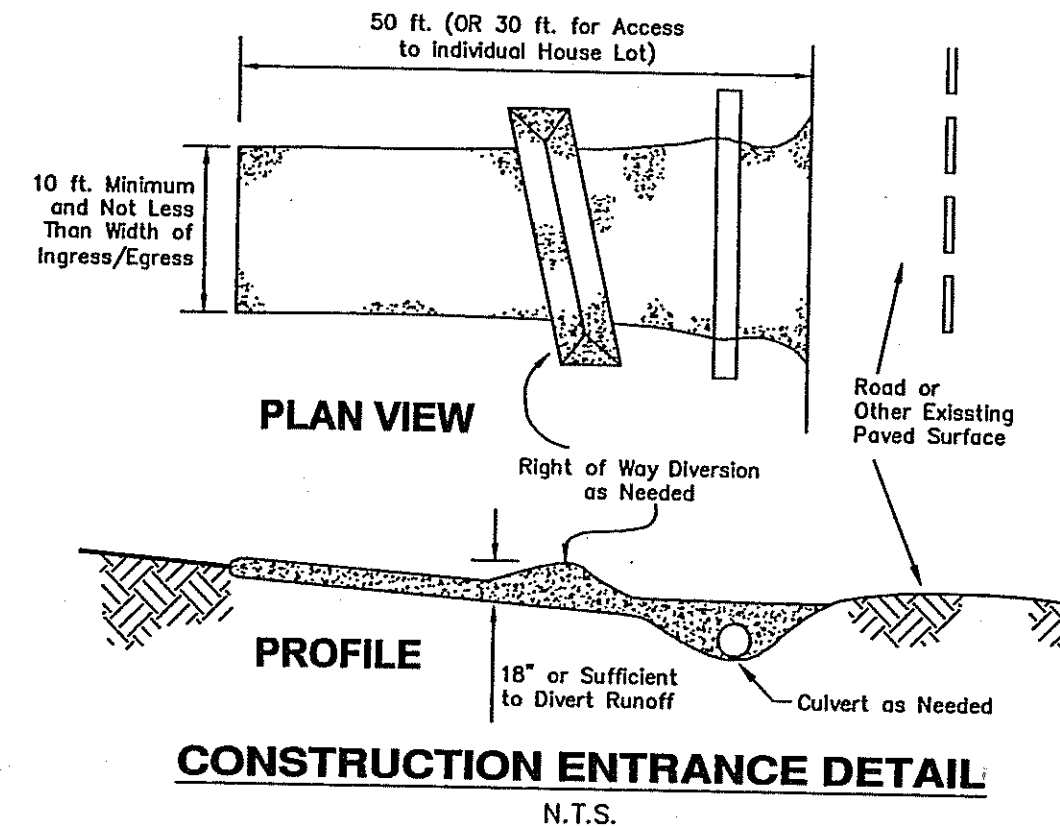 50 ft. (OR 30 ft. for Access
to individual House Lot)
10 ft. Minimum
and Not Less
Than Width of
Ingress/Egress
PLAN VIEW
Road or
Other Exissting
Paved Surface
Right of Way Diversion
as Needed
PROFILE
18" or Sufficient
to Divert Runoff
Culvert as Needed
CONSTRUCTION ENTRANCE DETAIL
N.T.S.